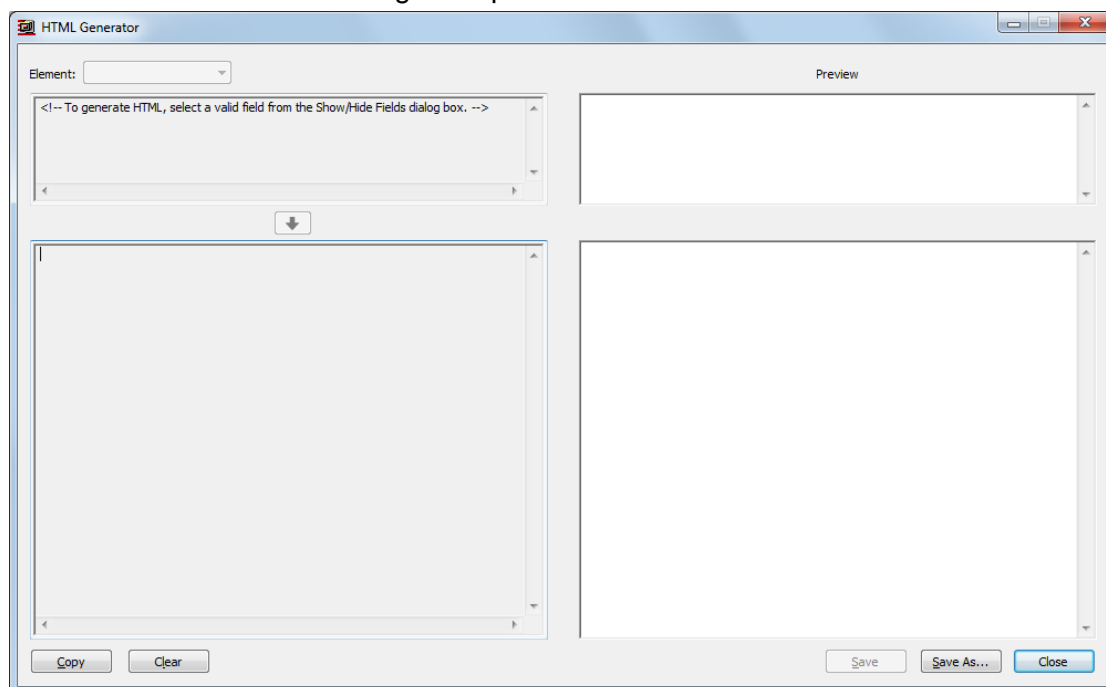 HTML Generator
Element:
Preview
<!-- To generate HTML, select a valid field from the Show/Hide Fields dialog box. -->
Copy
Clear
Save
Save As...
Close